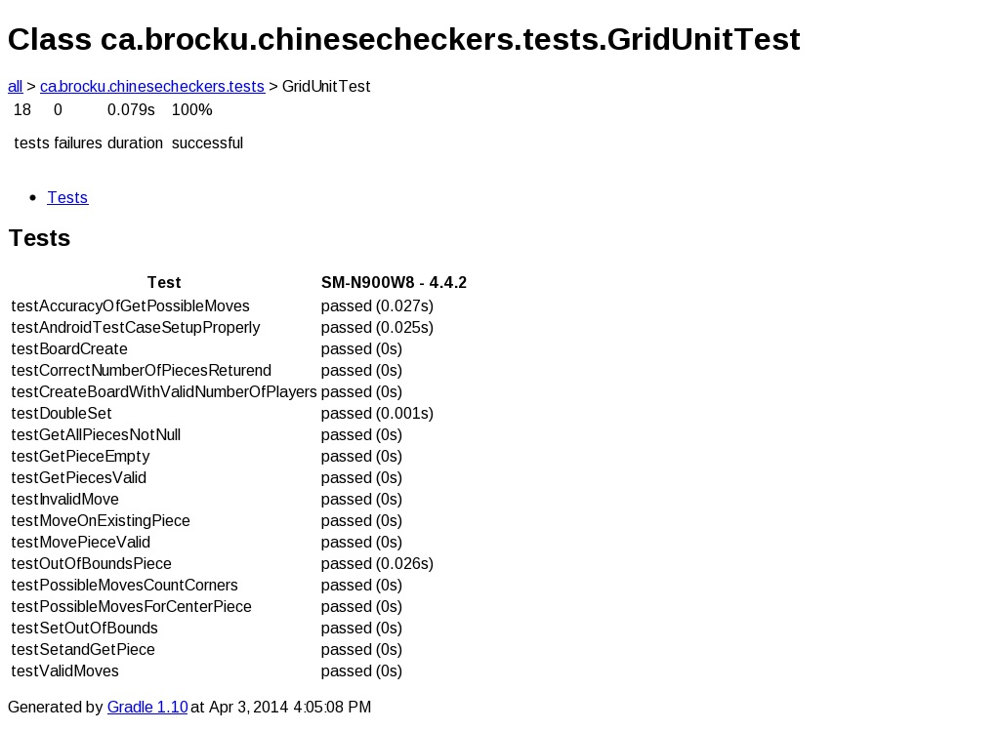 Class ca.brocku.chinesecheckers.tests.GridUnitTest
all > ca.brocku.chinesecheckers.tests > GridUnitTest
18 0 0.079s 100%
tests failures duration successful
• Tests
Tests
Test SM-N900W8 - 4.4.2
testAccuracyOfGetPossibleMoves passed (0.027s)
testAndroidTestCaseSetupProperly passed (0.025s)
testBoardCreate passed (0s)
testCorrectNumberOfPiecesReturend passed (0s)
testCreateBoardWithValidNumberOfPlayers passed (0s)
testDoubleSet passed (0.001s)
testGetAllPiecesNotNull passed (0s)
testGetPieceEmpty passed (0s)
testGetPiecesValid passed (0s)
testInvalidMove passed (0s)
testMoveOnExistingPiece passed (0s)
testMovePieceValid passed (0s)
testOutOfBoundsPiece passed (0.026s)
testPossibleMovesCountCorners passed (0s)
testPossibleMovesForCenterPiece passed (0s)
testSetOutOfBounds passed (0s)
testSetandGetPiece passed (0s)
testValidMoves passed (0s)
Generated by Gradle 1.10 at Apr 3, 2014 4:05:08 PM